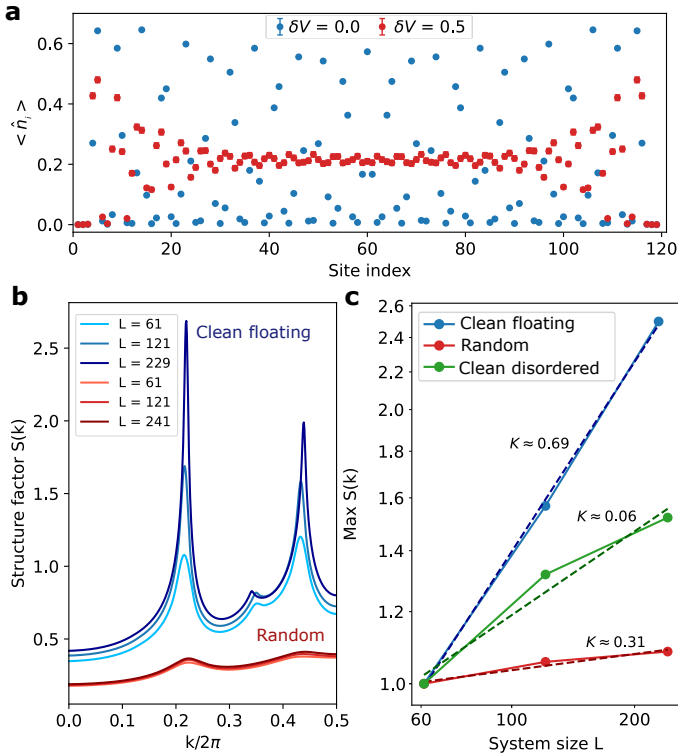 a
δV = 0.0 δV = 0.5
< n̂ᵢ >
0.6
0.4
0.2
0.0
0 20 40 60 80 100 120
Site index
b
Structure factor S(k)
2.5
2.0
1.5
1.0
0.5
L = 61
L = 121
L = 229
L = 61
L = 121
L = 241
Clean floating
Random
0.0 0.1 0.2 0.3 0.4 0.5
k/2π
c
Max S(k)
2.6
2.4
2.2
2.0
1.8
1.6
1.4
1.2
1.0
Clean floating
Random
Clean disordered
K ≈ 0.69
K ≈ 0.06
K ≈ 0.31
60 100 200
System size L